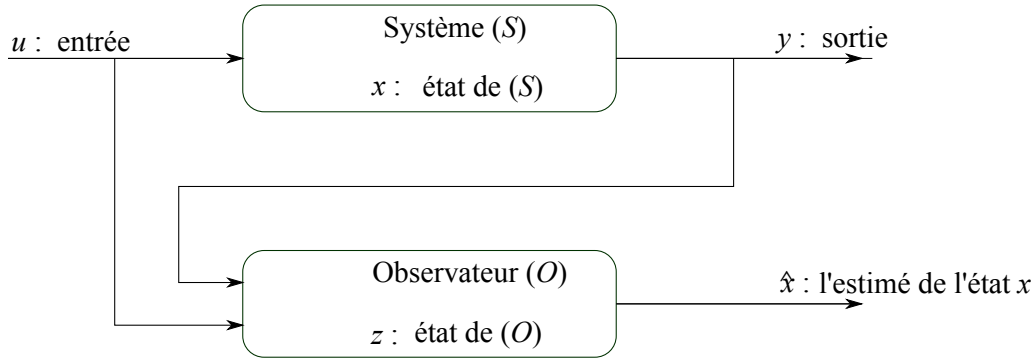 Système (S)
u : entrée
y : sortie
x : état de (S)
Observateur (O)
x̂ : l'estimé de l'état x
z : état de (O)